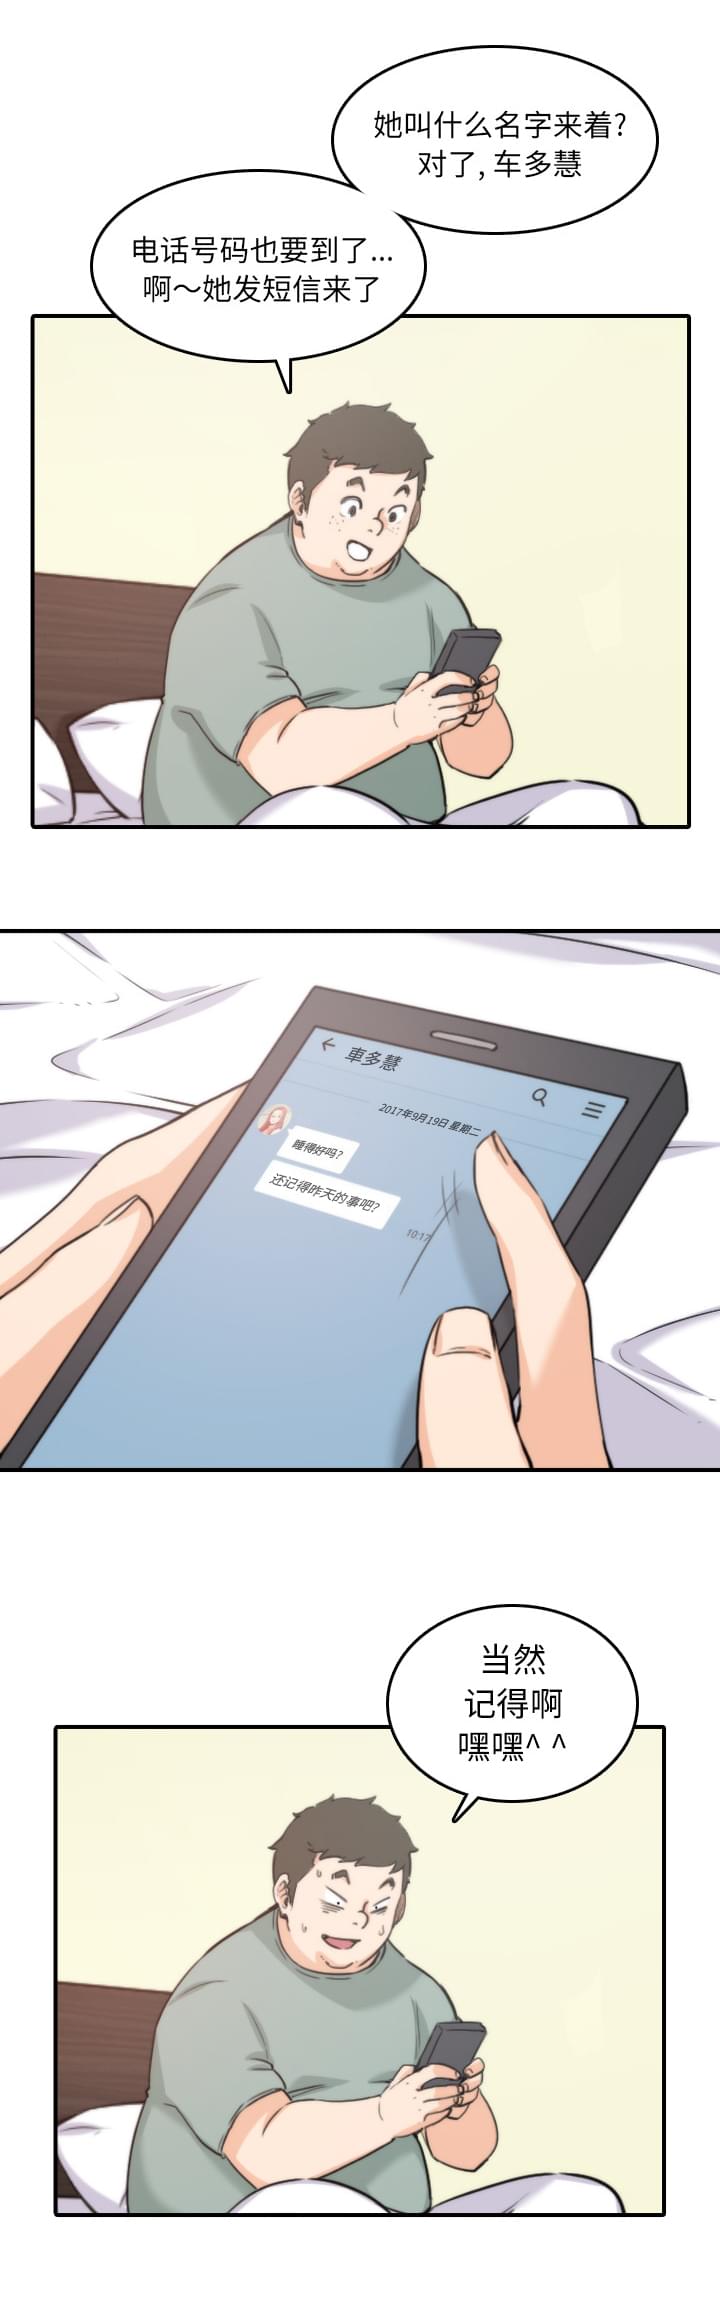 她叫什么名字来着?
对了, 车多慧
电话号码也要到了...
啊～她发短信来了
車多慧
2017年9月19日 星期二
睡得好吗?
还记得昨天的事吧?
10:17
当然
记得啊
嘿嘿^ ^